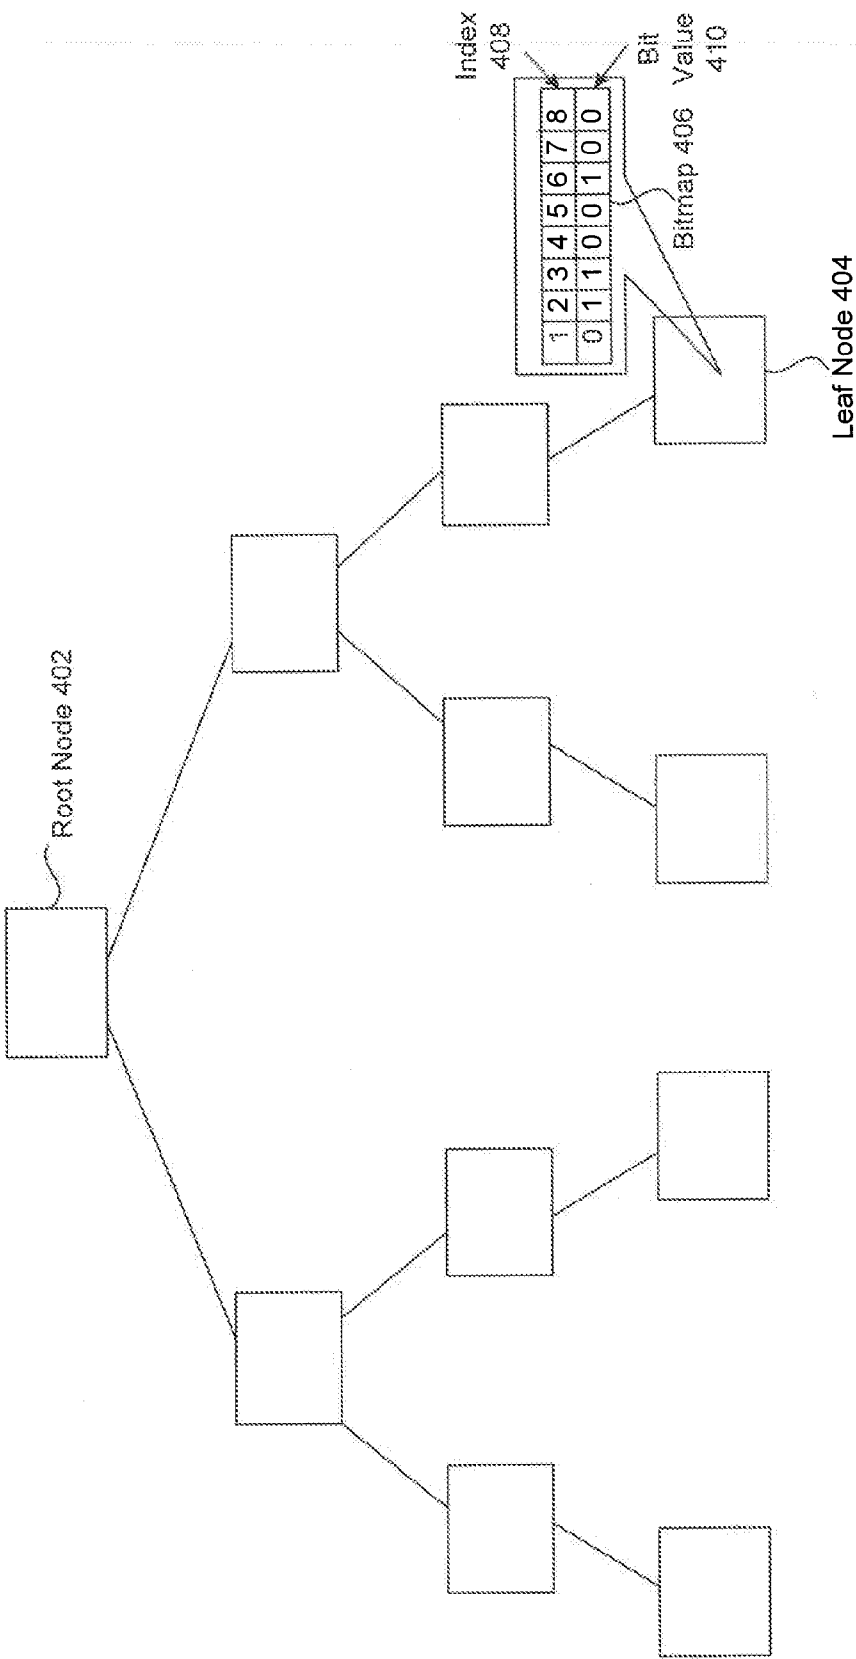 Root Node 402
Index
408
1 2 3 4 5 6 7 8
0 1 1 0 0 1 0 0
Bit
Value
410
Bitmap 406
Leaf Node 404